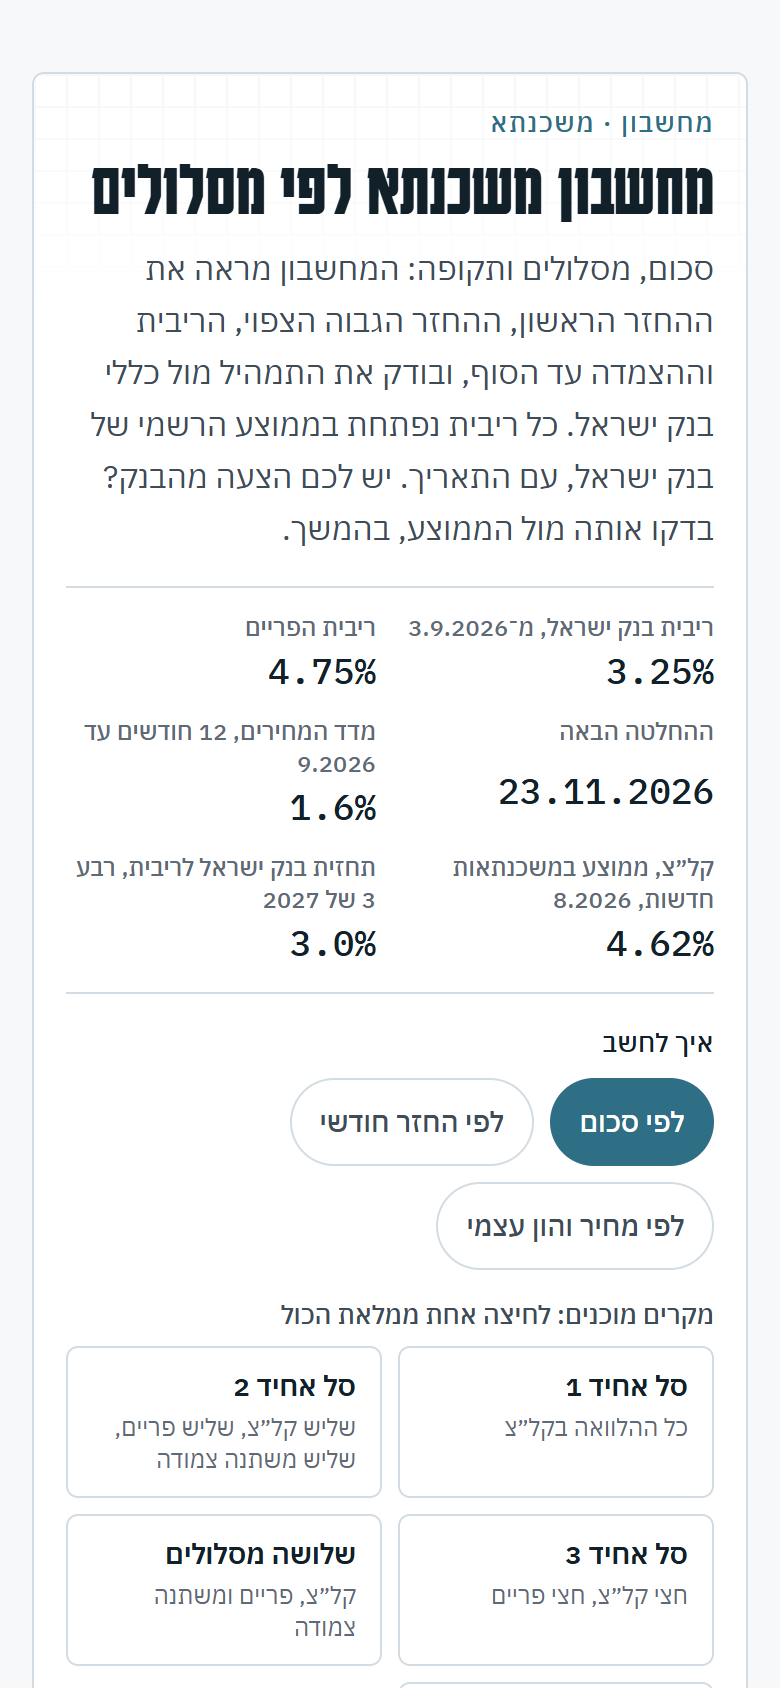 מחשבון · משכנתא
מחשבון משכנתא לפי מסלולים
סכום, מסלולים ותקופה: המחשבון מראה את
ההחזר הראשון, ההחזר הגבוה הצפוי, הריבית
וההצמדה עד הסוף, ובודק את התמהיל מול כללי
בנק ישראל. כל ריבית נפתחת בממוצע הרשמי של
בנק ישראל, עם התאריך. יש לכם הצעה מהבנק?
בדקו אותה מול הממוצע, בהמשך.
ריבית בנק ישראל, מ־3.9.2026
3.25%
ריבית הפריים
4.75%
ההחלטה הבאה
23.11.2026
מדד המחירים, 12 חודשים עד
9.2026
1.6%
קל״צ, ממוצע במשכנתאות
חדשות, 8.2026
4.62%
תחזית בנק ישראל לריבית, רבע
3 של 2027
3.0%
איך לחשב
לפי סכום
לפי החזר חודשי
לפי מחיר והון עצמי
מקרים מוכנים: לחיצה אחת ממלאת הכול
סל אחיד 1
כל ההלוואה בקל״צ
סל אחיד 2
שליש קל״צ, שליש פריים,
שליש משתנה צמודה
סל אחיד 3
חצי קל״צ, חצי פריים
שלושה מסלולים
קל״צ, פריים ומשתנה
צמודה